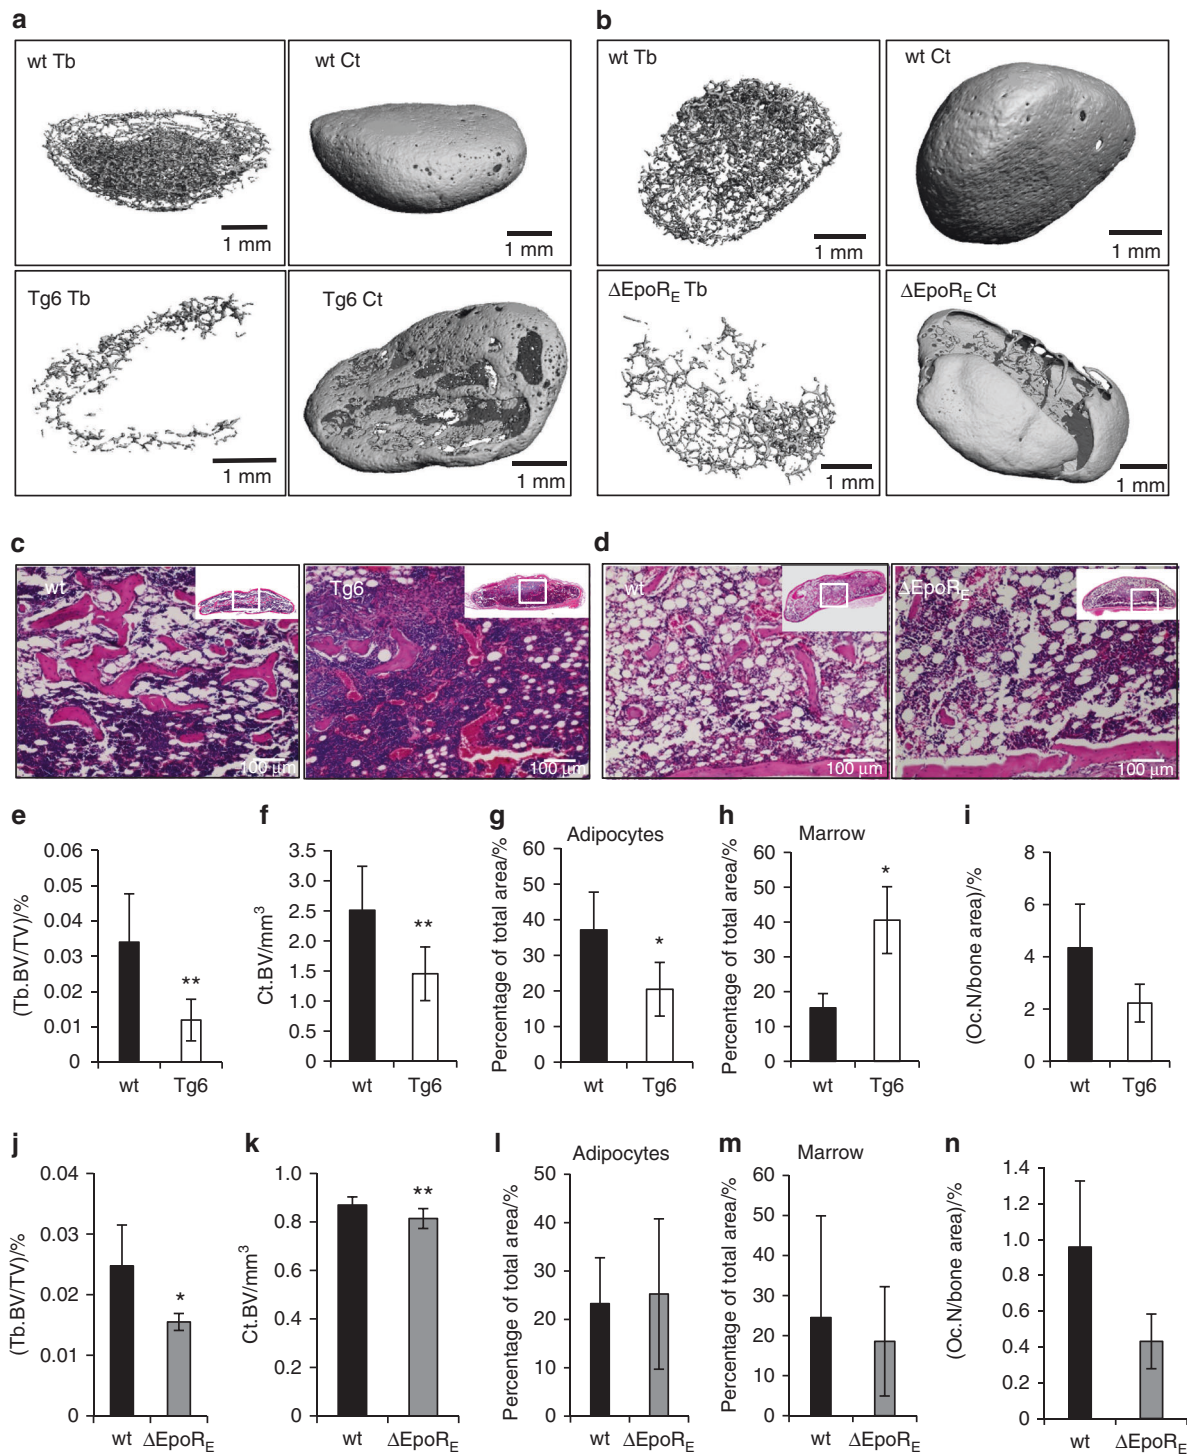 a
wt Tb
1 mm
wt Ct
1 mm
Tg6 Tb
1 mm
Tg6 Ct
1 mm
b
wt Tb
1 mm
wt Ct
1 mm
ΔEpoR_E Tb
1 mm
ΔEpoR_E Ct
1 mm
c
wt
100 μm
Tg6
100 μm
d
wt
100 μm
ΔEpoR_E
100 μm
e
(Tb.BV/TV)/%
0.06
0.05
0.04
0.03
0.02
0.01
0
**
wt Tg6
f
Ct.BV/mm³
3.5
3.0
2.5
2.0
1.5
1.0
0.5
0
**
wt Tg6
g
Adipocytes
Percentage of total area/%
60
50
40
30
20
10
0
*
wt Tg6
h
Marrow
Percentage of total area/%
60
50
40
30
20
10
0
*
wt Tg6
i
(Oc.N/bone area)/%
8
6
4
2
0
wt Tg6
j
(Tb.BV/TV)/%
0.04
0.03
0.02
0.01
0
*
wt ΔEpoR_E
k
Ct.BV/mm³
1.0
0.8
0.6
0.4
0.2
0
**
wt ΔEpoR_E
l
Adipocytes
Percentage of total area/%
50
40
30
20
10
0
wt ΔEpoR_E
m
Marrow
Percentage of total area/%
60
50
40
30
20
10
0
wt ΔEpoR_E
n
(Oc.N/bone area)/%
1.4
1.2
1.0
0.8
0.6
0.4
0.2
0
wt ΔEpoR_E